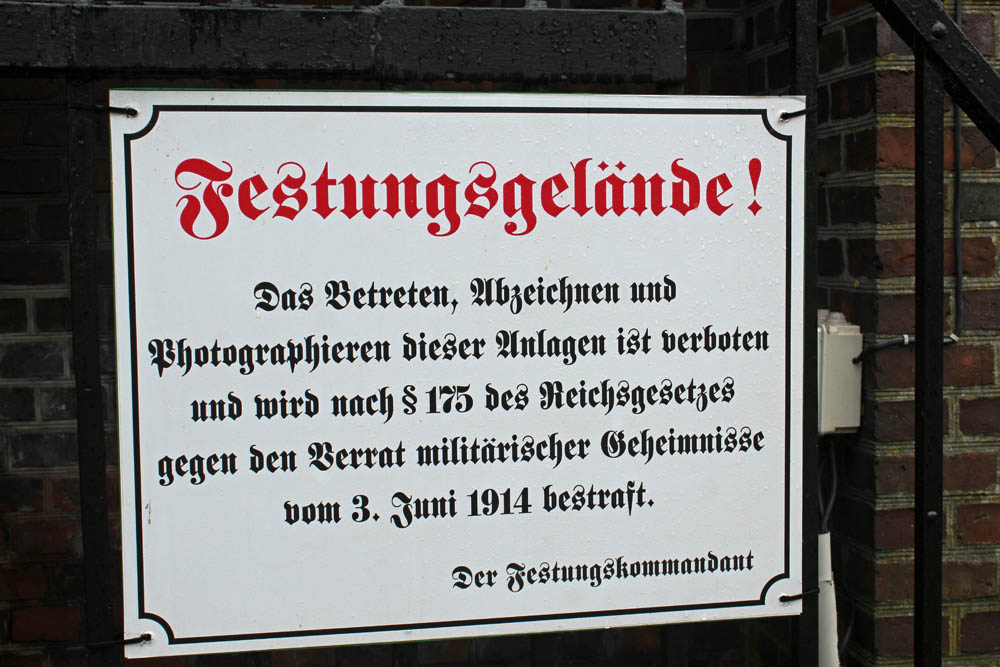 Festungsgelände!
Das Betreten, Abzeichnen und
Photographieren dieser Anlagen ist verboten
und wird nach § 175 des Reichsgesetzes
gegen den Verrat militärischer Geheimnisse
vom 3. Juni 1914 bestraft.
Der Festungskommandant